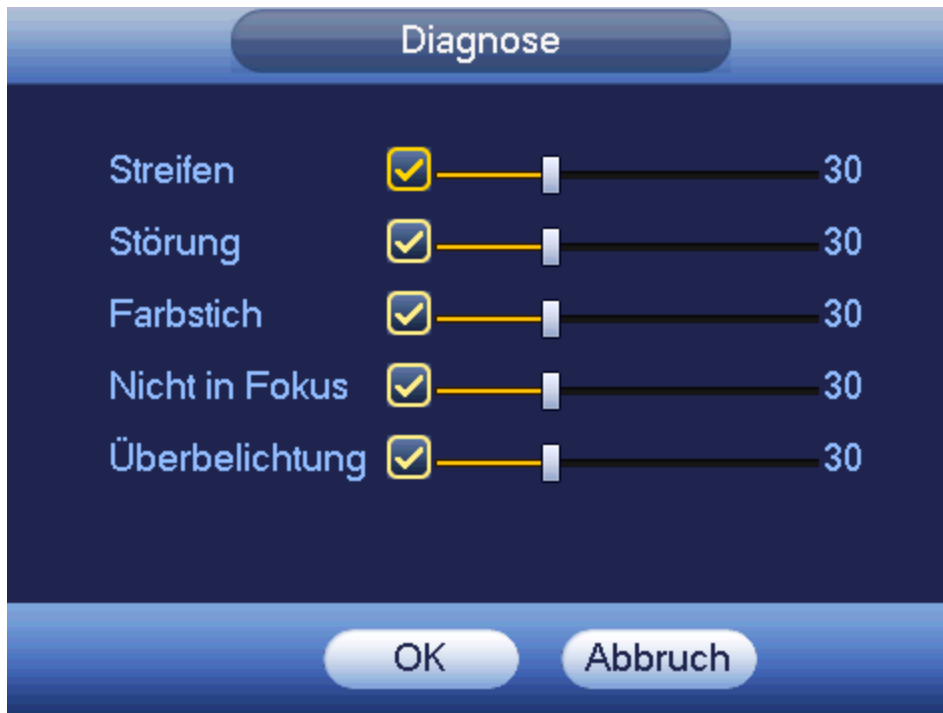 Diagnose
Streifen 30
Störung 30
Farbstich 30
Nicht in Fokus 30
Überbelichtung 30
OK Abbruch